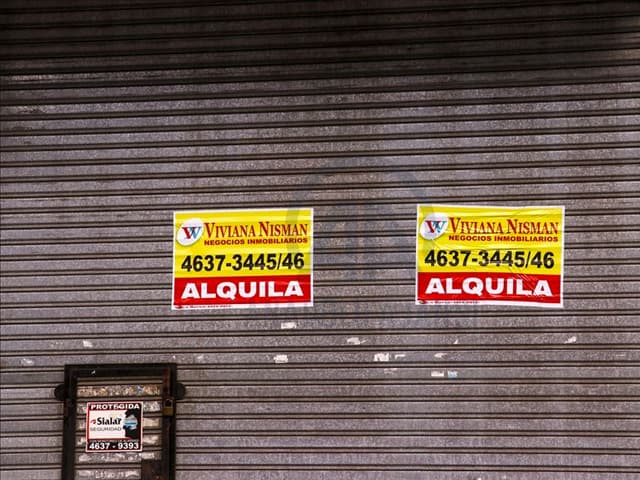 VIVIANA NISMAN
NEGOCIOS INMOBILIARIOS
4637-3445/46
ALQUILA
VIVIANA NISMAN
NEGOCIOS INMOBILIARIOS
4637-3445/46
ALQUILA
PROTEGIDA
Sialar
SEGURIDAD
4637 - 9393